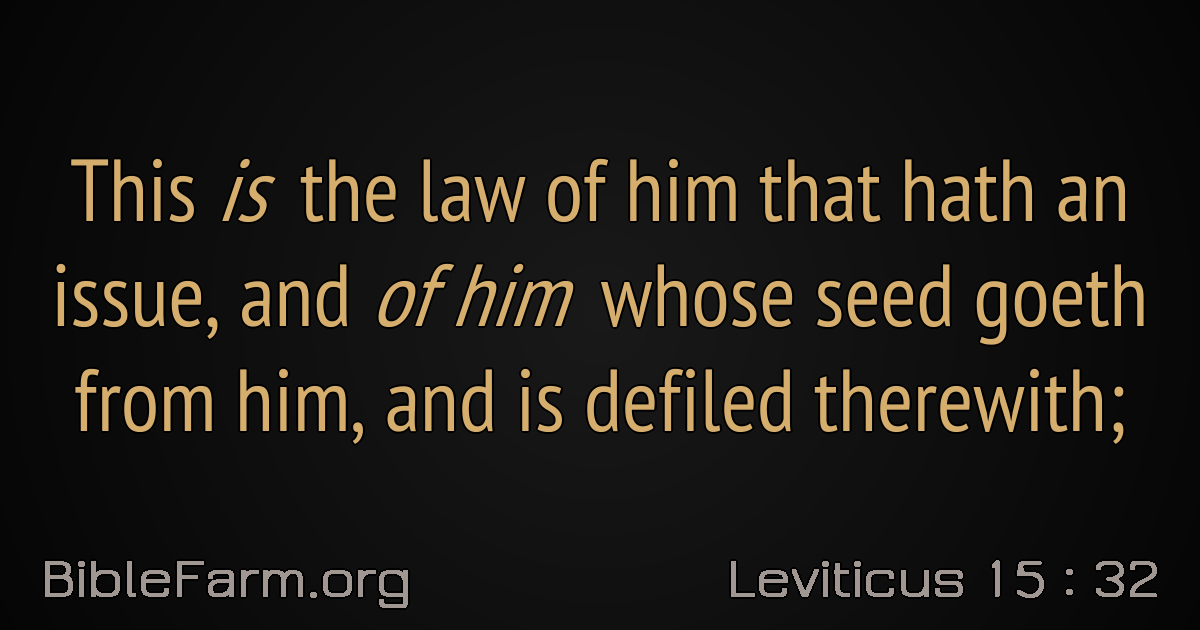 This is the law of him that hath an
issue, and of him whose seed goeth
from him, and is defiled therewith;
BibleFarm.org
Leviticus 15 : 32